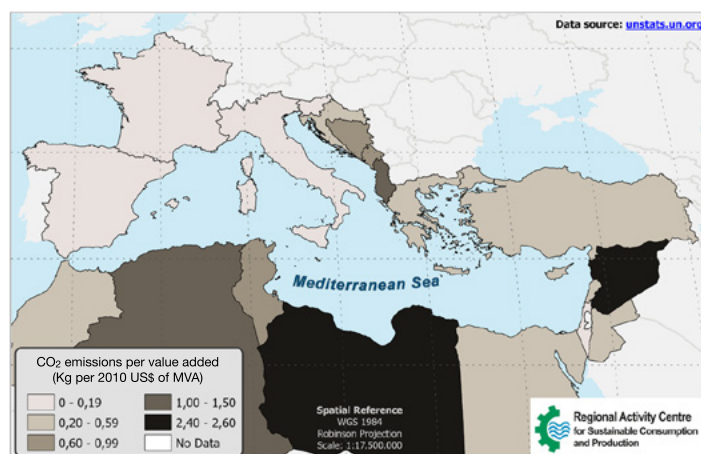 Data source: unstats.un.org
Mediterranean Sea
CO₂ emissions per value added
(Kg per 2010 US$ of MVA)
0 - 0,19
0,20 - 0,59
0,60 - 0,99
1,00 - 1,50
2,40 - 2,60
No Data
Spatial Reference
WGS 1984
Robinson Projection
Scale: 1:17.500.000
Regional Activity Centre
for Sustainable Consumption
and Production